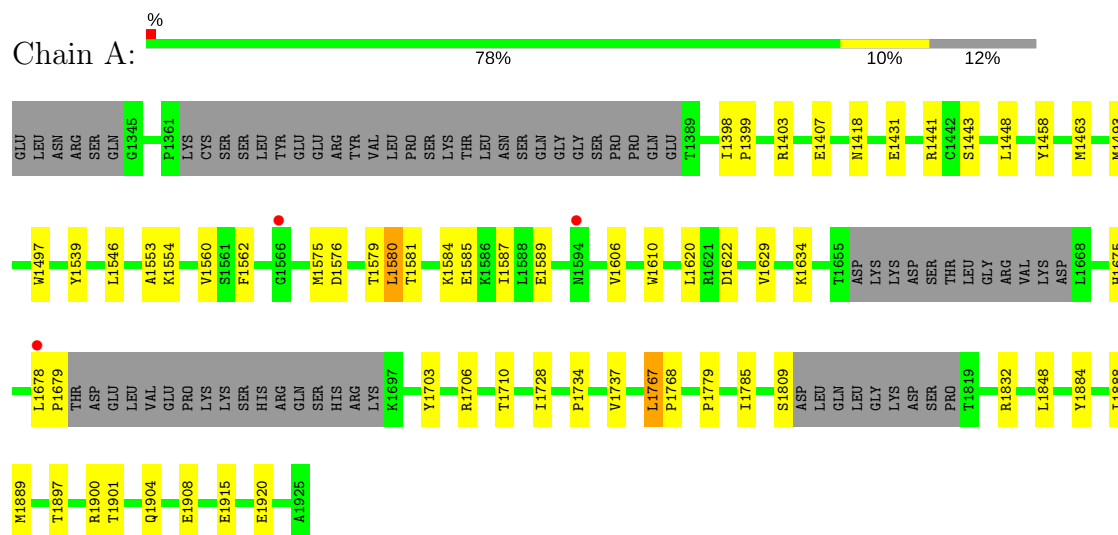 %
Chain A:
78% 10% 12%
GLU LEU ASN ARG SER GLN G1345 P1361 LYS CYS SER SER LEU TYR GLU GLU ARG TYR VAL LEU PRO SER LYS THR LEU ASN SER GLN GLY GLY SER PRO PRO GLN GLU T1389 I1398 P1399 R1403 E1407 N1418 E1431 R1441 C1442 S1443 L1448 Y1458 M1463 M1493
W1497 Y1539 L1546 A1553 K1554 V1560 S1561 F1562 G1566 M1575 D1576 T1579 L1580 T1581 K1584 E1585 K1586 I1587 L1588 E1589 N1594 V1606 W1610 L1620 R1621 D1622 V1629 K1634 T1655 ASP LYS LYS ASP SER THR LEU GLY ARG VAL LYS ASP L1668 H1675
L1678 P1679 THR ASP GLU LEU VAL GLU PRO LYS LYS SER HIS ARG GLN SER HIS ARG LYS K1697 Y1703 R1706 T1710 I1728 P1734 V1737 L1767 P1768 P1779 I1785 S1809 ASP LEU GLN LEU GLY LYS ASP SER PRO T1819 R1832 L1848 Y1884 I1888
M1889 T1897 R1900 T1901 Q1904 E1908 E1915 E1920 A1925